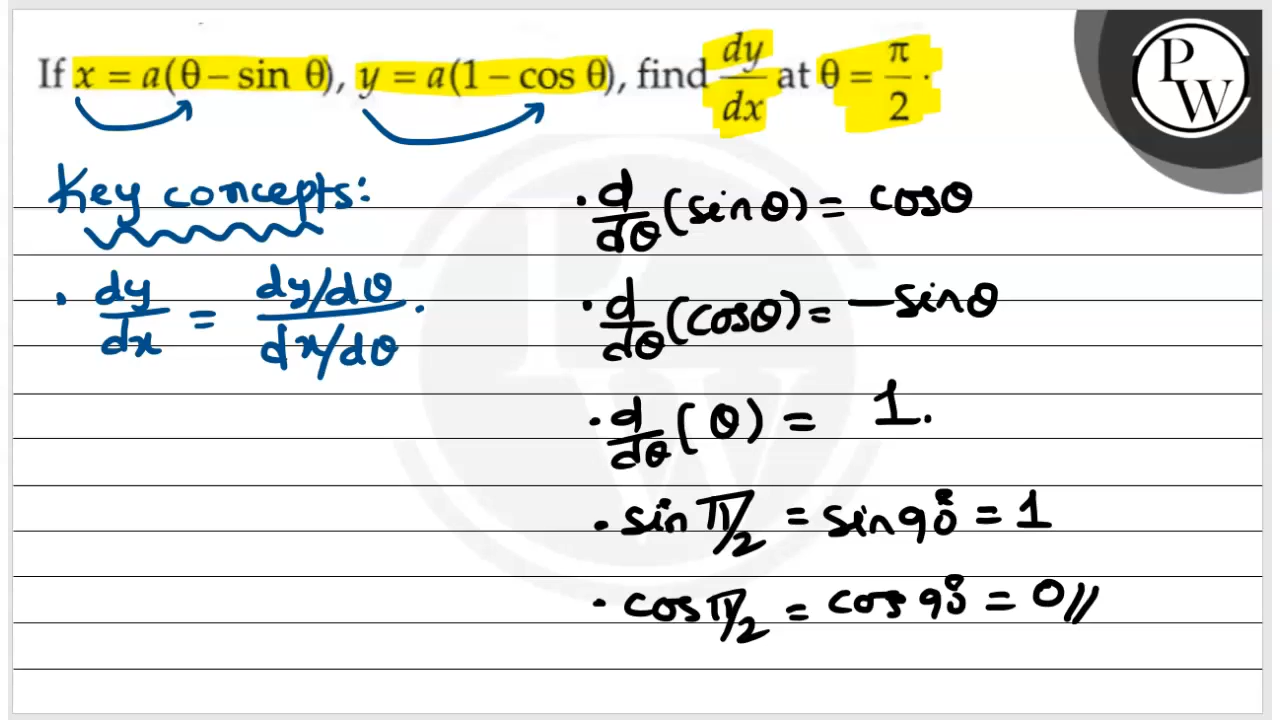 If x = a(θ – sin θ), y = a(1 – cos θ), find dy/dx at θ = π/2.
PW
Key concepts:
· dy/dx = dy/dθ / dx/dθ.
· d/dθ (sinθ) = cosθ
· d/dθ (cosθ) = –sinθ
· d/dθ (θ) = 1.
· sin π/2 = sin 90° = 1
· cos π/2 = cos 90° = 0//